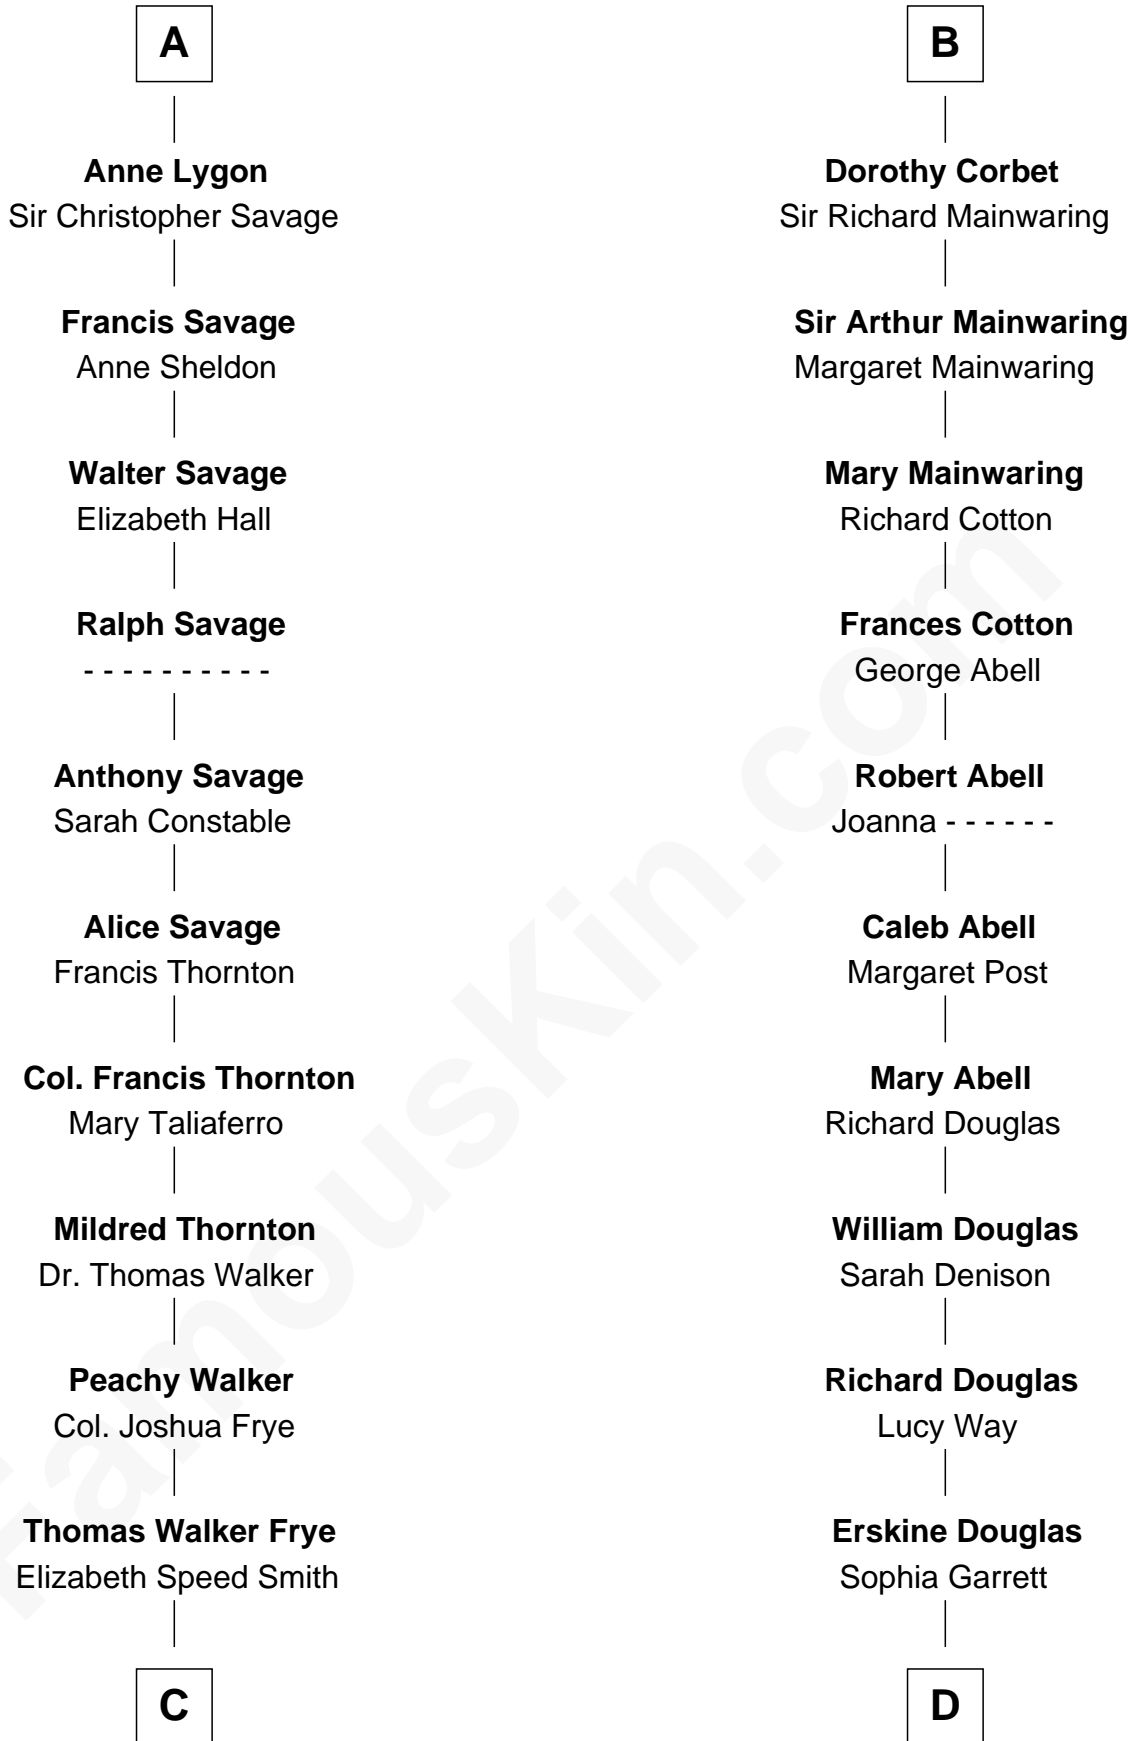 A
Anne Lygon
Sir Christopher Savage
Francis Savage
Anne Sheldon
Walter Savage
Elizabeth Hall
Ralph Savage
- - - - - - - - - -
Anthony Savage
Sarah Constable
Alice Savage
Francis Thornton
Col. Francis Thornton
Mary Taliaferro
Mildred Thornton
Dr. Thomas Walker
Peachy Walker
Col. Joshua Frye
Thomas Walker Frye
Elizabeth Speed Smith
C
B
Dorothy Corbet
Sir Richard Mainwaring
Sir Arthur Mainwaring
Margaret Mainwaring
Mary Mainwaring
Richard Cotton
Frances Cotton
George Abell
Robert Abell
Joanna - - - - - -
Caleb Abell
Margaret Post
Mary Abell
Richard Douglas
William Douglas
Sarah Denison
Richard Douglas
Lucy Way
Erskine Douglas
Sophia Garrett
D
FamousKin.com